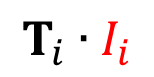 𝐓ᵢ · 𝐼ᵢ